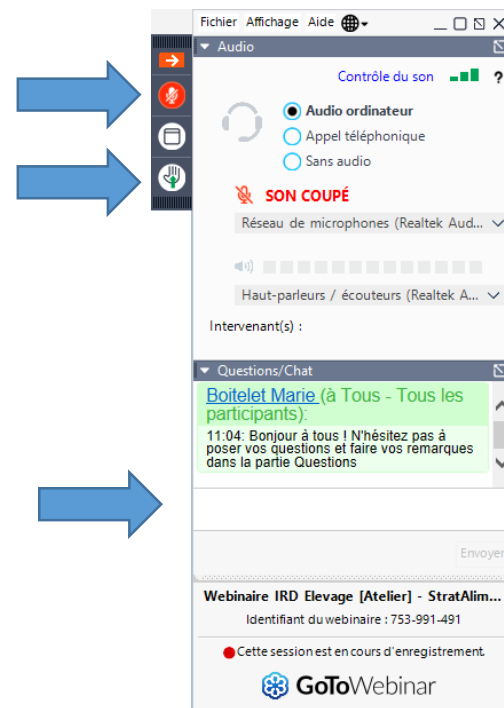 Fichier Affichage Aide
Audio
Contrôle du son ?
Audio ordinateur
Appel téléphonique
Sans audio
SON COUPÉ
Réseau de microphones (Realtek Aud...
Haut-parleurs / écouteurs (Realtek A...
Intervenant(s) :
Questions/Chat
Boitelet Marie (à Tous - Tous les
participants):
11:04: Bonjour à tous ! N'hésitez pas à
poser vos questions et faire vos remarques
dans la partie Questions
Envoyer
Webinaire IRD Elevage [Atelier] - StratAlim...
Identifiant du webinaire : 753-991-491
Cette session est en cours d'enregistrement.
GoToWebinar